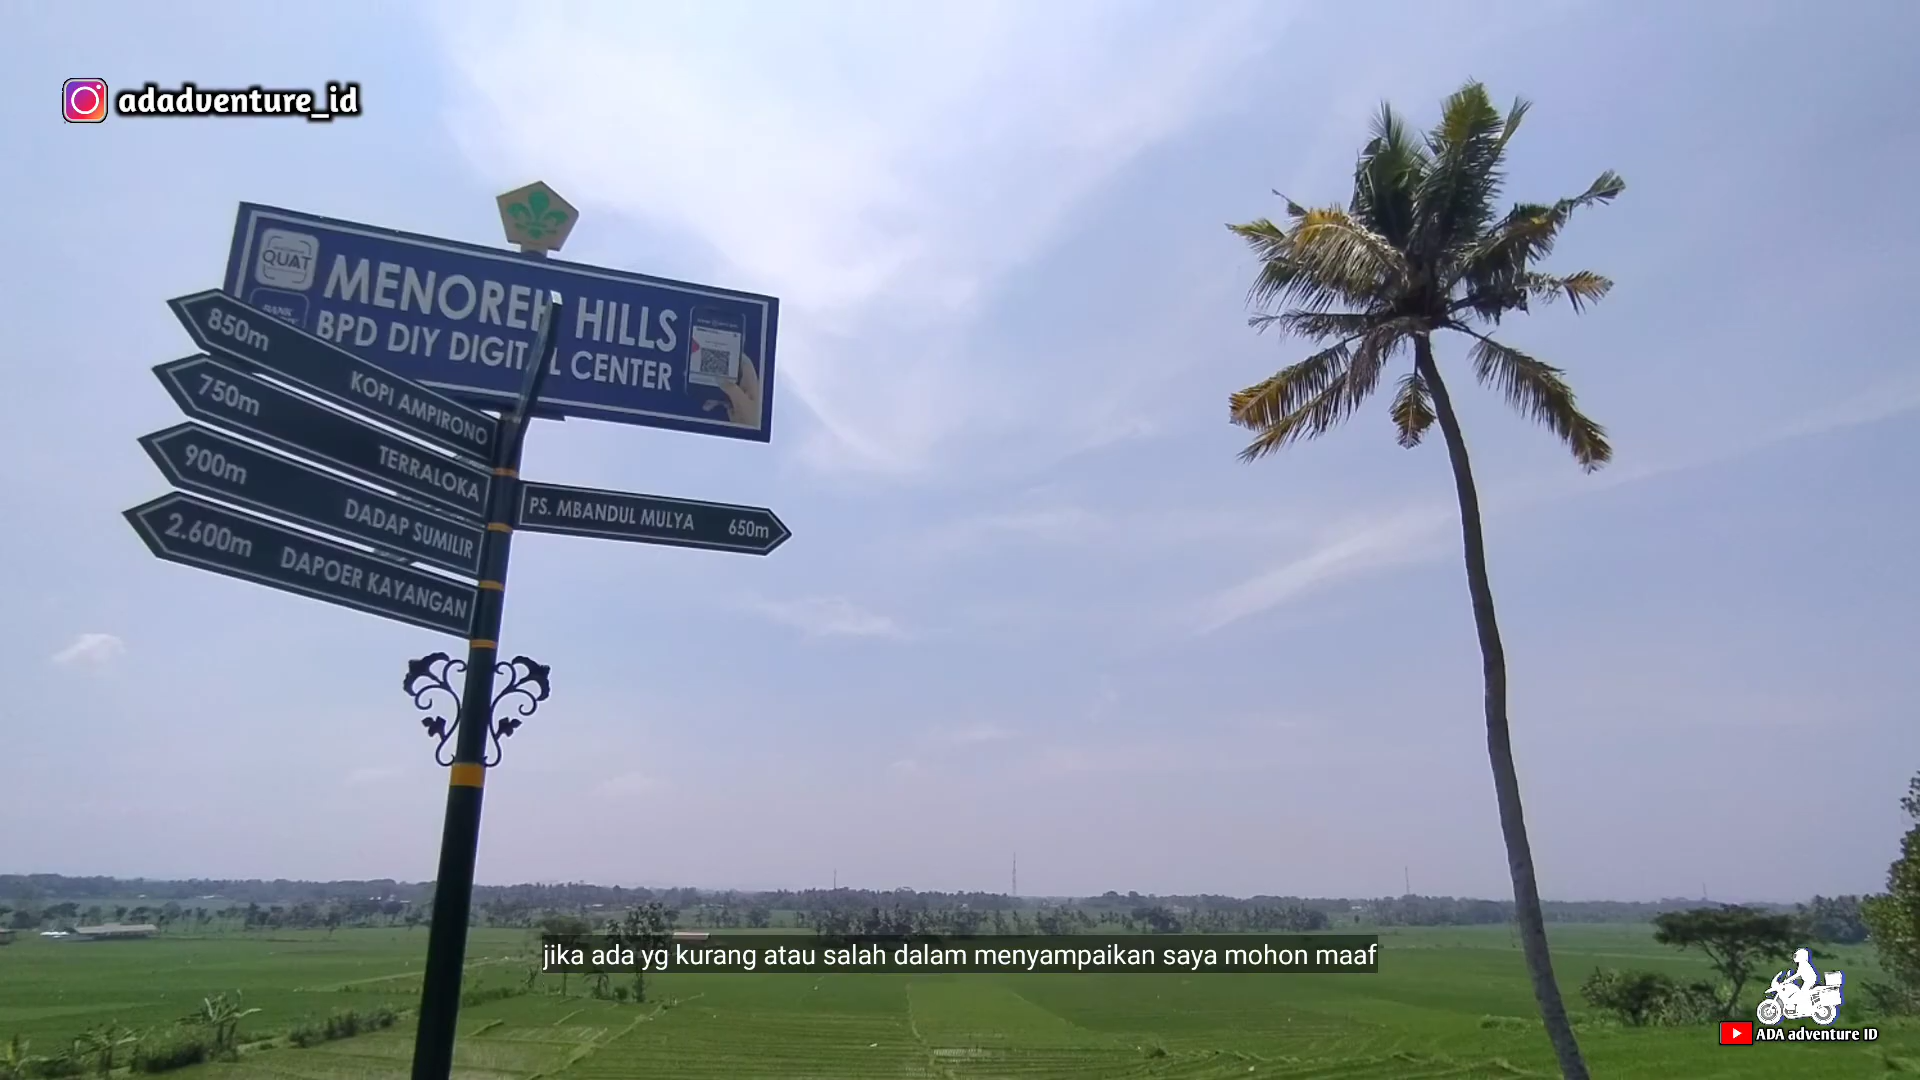 adadventure_id
QUAT
MENOREH HILLS
BANK
BPD DIY DIGITAL CENTER
850m KOPI AMPIRONO
750m TERRALOKA
900m DADAP SUMILIR
2.600m DAPOER KAYANGAN
PS. MBANDUL MULYA 650m
jika ada yg kurang atau salah dalam menyampaikan saya mohon maaf
ADA adventure ID